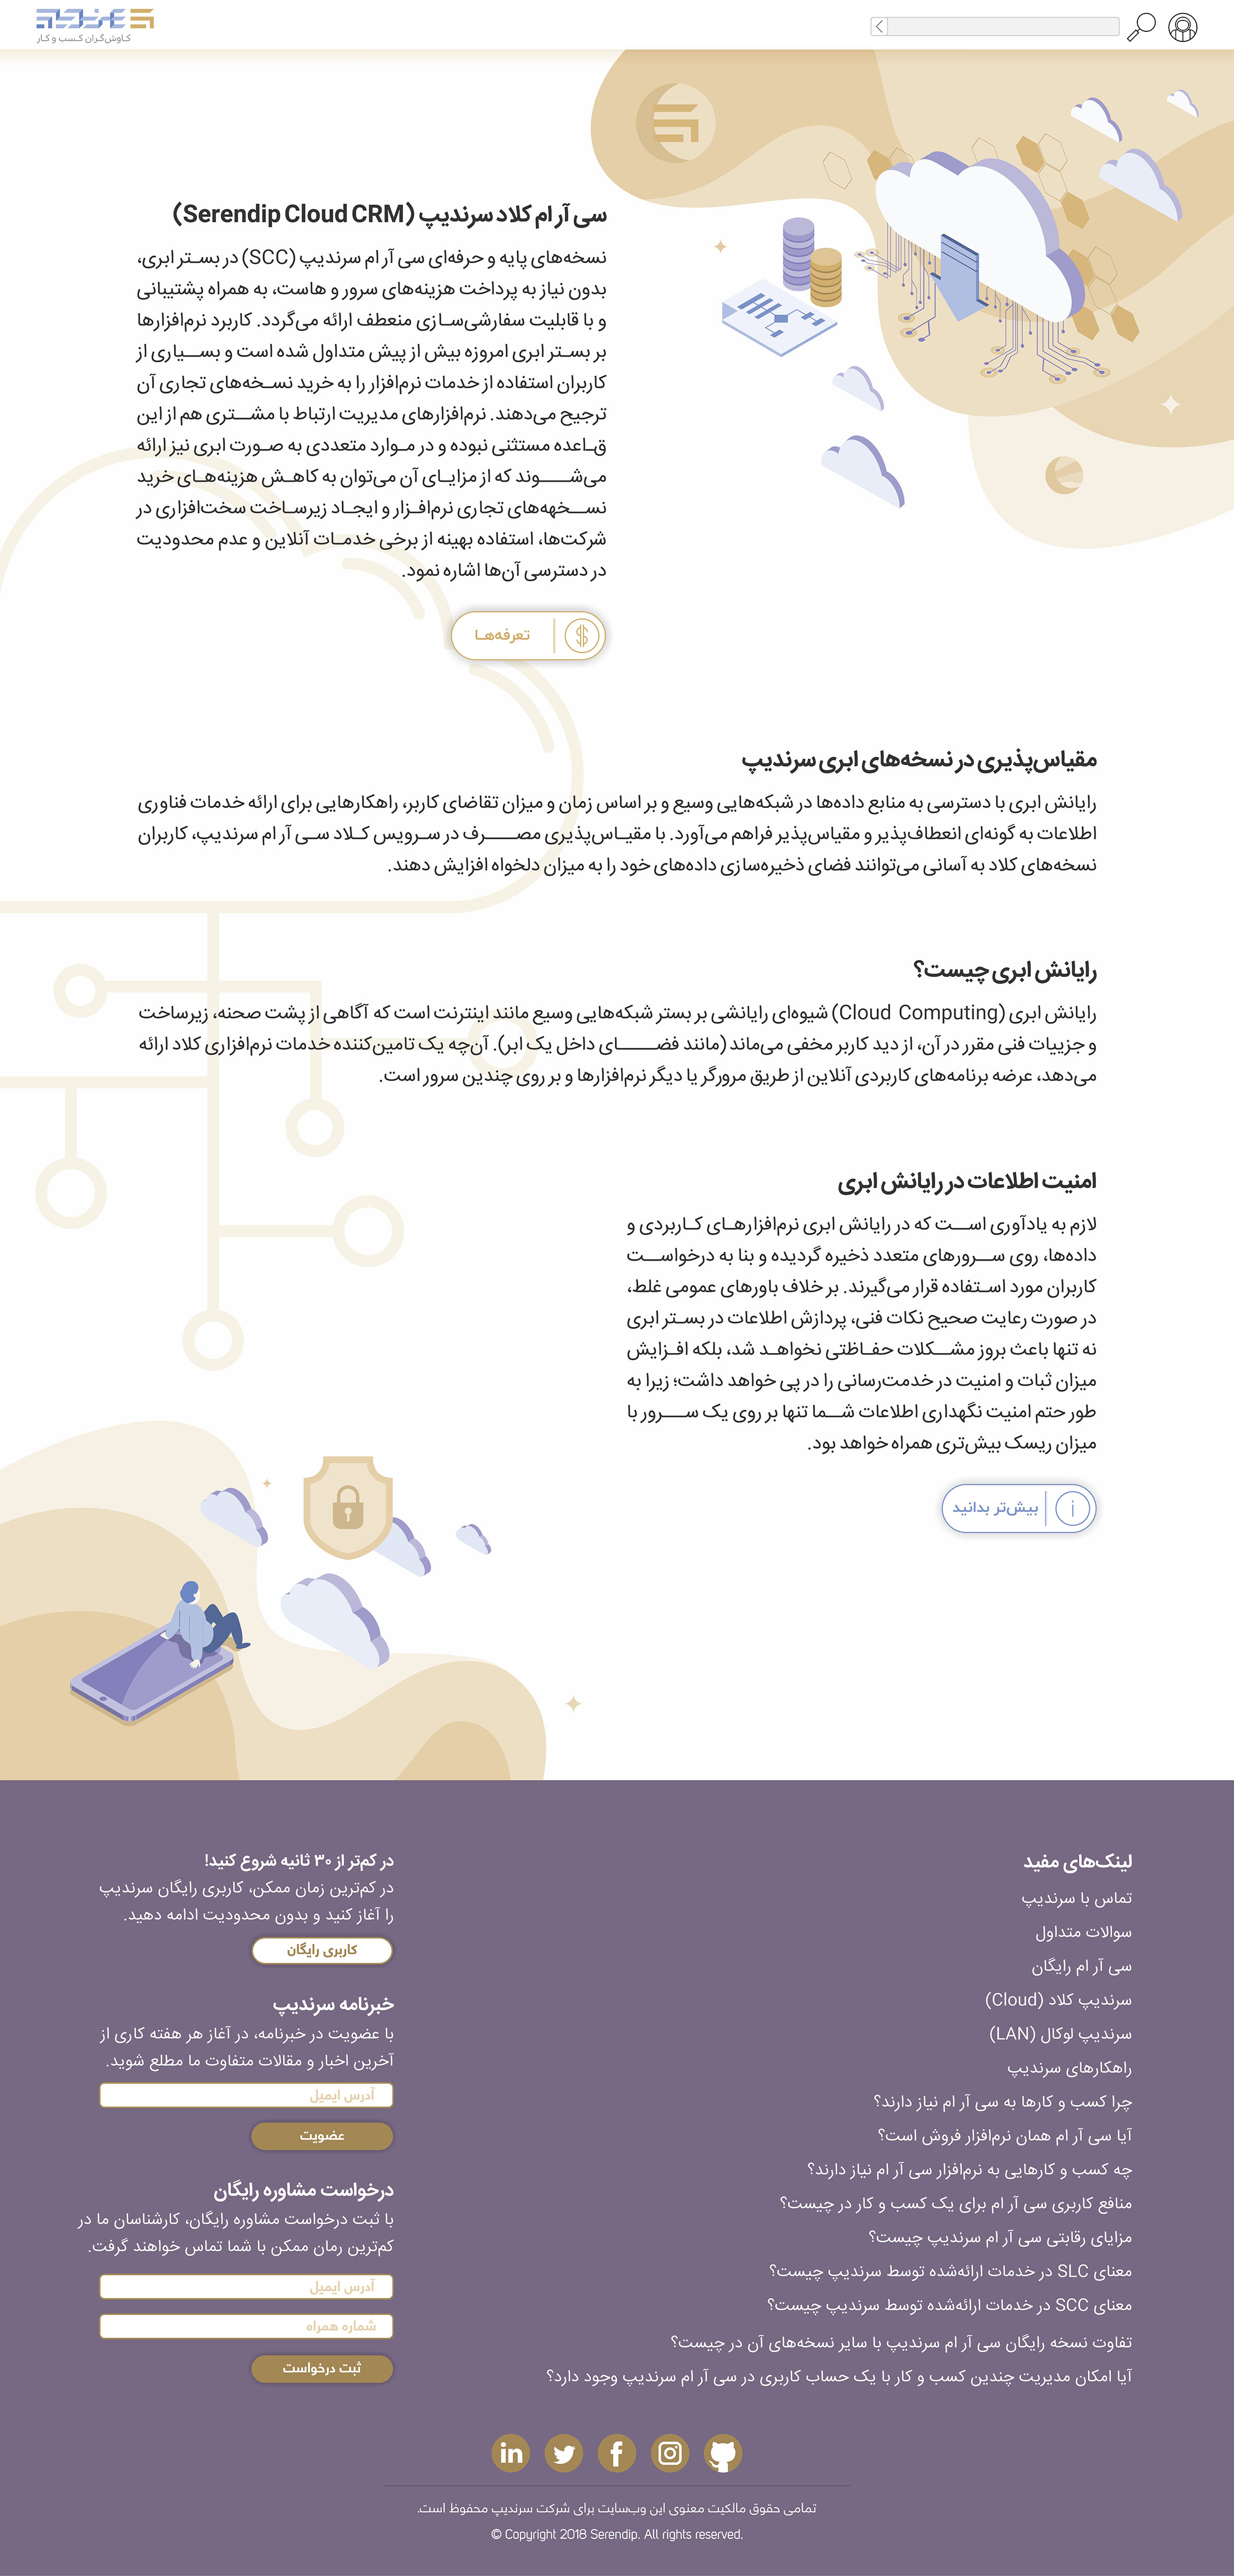 سرندیپ
کاوش‌گران کسب و کار
سی آر ام کلاد سرندیپ (Serendip Cloud CRM)
نسخه‌های پایه و حرفه‌ای سی آر ام سرندیپ (SCC) در بستر ابری،
بدون نیاز به پرداخت هزینه‌های سرور و هاست، به همراه پشتیبانی
و با قابلیت سفارشی‌سازی منعطف ارائه می‌گردد. کاربرد نرم‌افزارها
بر بستر ابری امروزه بیش از پیش متداول شده است و بسیاری از
کاربران استفاده از خدمات نرم‌افزار را به خرید نسخه‌های تجاری آن
ترجیح می‌دهند. نرم‌افزارهای مدیریت ارتباط با مشتری هم از این
قاعده مستثنی نبوده و در موارد متعددی به صورت ابری نیز ارائه
می‌شوند که از مزایای آن می‌توان به کاهش هزینه‌های خرید
نسخهه‌های تجاری نرم‌افزار و ایجاد زیرساخت سخت‌افزاری در
شرکت‌ها، استفاده بهینه از برخی خدمات آنلاین و عدم محدودیت
در دسترسی آن‌ها اشاره نمود.
تعرفه‌ها
مقیاس‌پذیری در نسخه‌های ابری سرندیپ
رایانش ابری با دسترسی به منابع داده‌ها در شبکه‌هایی وسیع و بر اساس زمان و میزان تقاضای کاربر، راهکارهایی برای ارائه خدمات فناوری
اطلاعات به گونه‌ای انعطاف‌پذیر و مقیاس‌پذیر فراهم می‌آورد. با مقیاس‌پذیری مصرف در سرویس کلاد سی آر ام سرندیپ، کاربران
نسخه‌های کلاد به آسانی می‌توانند فضای ذخیره‌سازی داده‌های خود را به میزان دلخواه افزایش دهند.
رایانش ابری چیست؟
رایانش ابری (Cloud Computing) شیوه‌ای رایانشی بر بستر شبکه‌هایی وسیع مانند اینترنت است که آگاهی از پشت صحنه، زیرساخت
و جزییات فنی مقرر در آن، از دید کاربر مخفی می‌ماند (مانند فضای داخل یک ابر). آن‌چه یک تامین‌کننده خدمات نرم‌افزاری کلاد ارائه
می‌دهد، عرضه برنامه‌های کاربردی آنلاین از طریق مرورگر یا دیگر نرم‌افزارها و بر روی چندین سرور است.
امنیت اطلاعات در رایانش ابری
لازم به یادآوری است که در رایانش ابری نرم‌افزارهای کاربردی و
داده‌ها، روی سرورهای متعدد ذخیره گردیده و بنا به درخواست
کاربران مورد استفاده قرار می‌گیرند. بر خلاف باورهای عمومی غلط،
در صورت رعایت صحیح نکات فنی، پردازش اطلاعات در بستر ابری
نه تنها باعث بروز مشکلات حفاظتی نخواهد شد، بلکه افزایش
میزان ثبات و امنیت در خدمت‌رسانی را در پی خواهد داشت؛ زیرا به
طور حتم امنیت نگهداری اطلاعات شما تنها بر روی یک سرور با
میزان ریسک بیش‌تری همراه خواهد بود.
بیش‌تر بدانید
لینک‌های مفید
تماس با سرندیپ
سوالات متداول
سی آر ام رایگان
سرندیپ کلاد (Cloud)
سرندیپ لوکال (LAN)
راهکارهای سرندیپ
چرا کسب و کارها به سی آر ام نیاز دارند؟
آیا سی آر ام همان نرم‌افزار فروش است؟
چه کسب و کارهایی به نرم‌افزار سی آر ام نیاز دارند؟
منافع کاربری سی آر ام برای یک کسب و کار در چیست؟
مزایای رقابتی سی آر ام سرندیپ چیست؟
معنای SLC در خدمات ارائه‌شده توسط سرندیپ چیست؟
معنای SCC در خدمات ارائه‌شده توسط سرندیپ چیست؟
تفاوت نسخه رایگان سی آر ام سرندیپ با سایر نسخه‌های آن در چیست؟
آیا امکان مدیریت چندین کسب و کار با یک حساب کاربری در سی آر ام سرندیپ وجود دارد؟
در کم‌تر از ۳۰ ثانیه شروع کنید!
در کم‌ترین زمان ممکن، کاربری رایگان سرندیپ
را آغاز کنید و بدون محدودیت ادامه دهید.
کاربری رایگان
خبرنامه سرندیپ
با عضویت در خبرنامه، در آغاز هر هفته کاری از
آخرین اخبار و مقالات متفاوت ما مطلع شوید.
آدرس ایمیل
عضویت
درخواست مشاوره رایگان
با ثبت درخواست مشاوره رایگان، کارشناسان ما در
کم‌ترین رمان ممکن با شما تماس خواهند گرفت.
آدرس ایمیل
شماره همراه
ثبت درخواست
تمامی حقوق مالکیت معنوی این وب‌سایت برای شرکت سرندیپ محفوظ است.
© Copyright 2018 Serendip. All rights reserved.